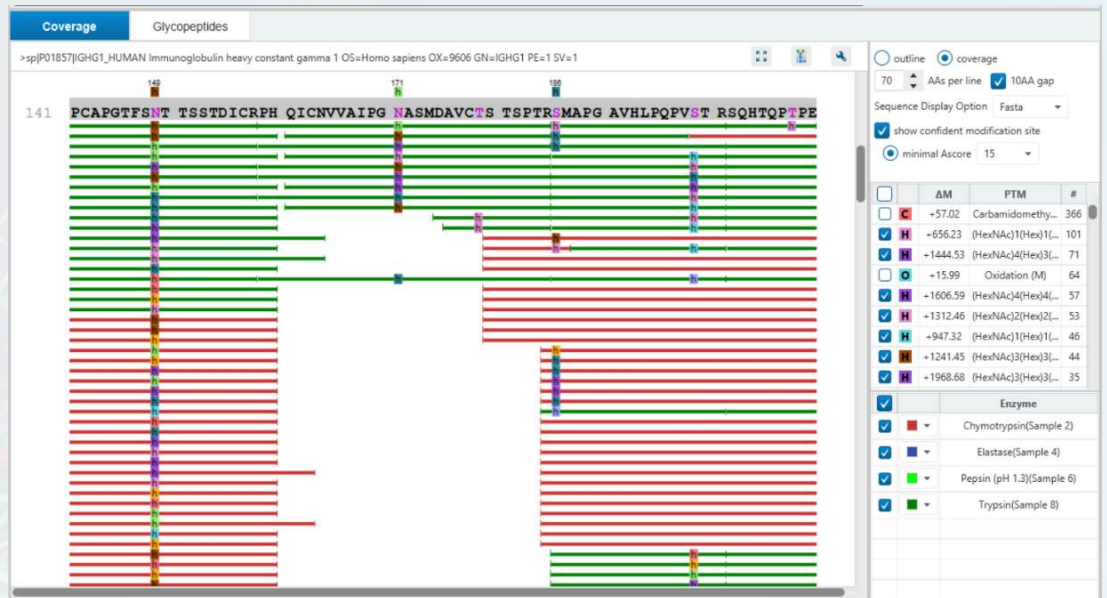 Coverage Glycopeptides
>sp|P01857|IGHG1_HUMAN Immunoglobulin heavy constant gamma 1 OS=Homo sapiens OX=9606 GN=IGHG1 PE=1 SV=1
149 171 186
141 PCAPGTFSNT TSSTDICRPH QICNVVAIPG NASMDAVCTS TSPTRSMAPG AVHLPQPVST RSQHTQPTPE
outline coverage
70 AAs per line 10AA gap
Sequence Display Option Fasta
show confident modification site
minimal Ascore 15
ΔM PTM #
C +57.02 Carbamidomethy... 366
H +656.23 (HexNAc)1(Hex)1(... 101
H +1444.53 (HexNAc)4(Hex)3(... 71
O +15.99 Oxidation (M) 64
H +1606.59 (HexNAc)4(Hex)4(... 57
H +1312.46 (HexNAc)2(Hex)2(... 53
H +947.32 (HexNAc)1(Hex)1(... 46
H +1241.45 (HexNAc)3(Hex)3(... 44
H +1968.68 (HexNAc)3(Hex)3(... 35
Enzyme
Chymotrypsin(Sample 2)
Elastase(Sample 4)
Pepsin (pH 1.3)(Sample 6)
Trypsin(Sample 8)